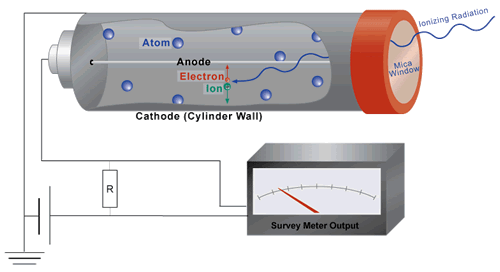 Ionizing Radiation
Atom
Anode
Mica
Window
Electron
Ion
Cathode (Cylinder Wall)
R
Survey Meter Output